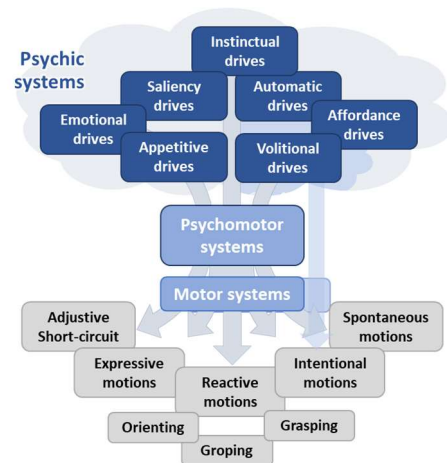 Psychic
systems
Instinctual
drives
Saliency
drives
Automatic
drives
Emotional
drives
Affordance
drives
Appetitive
drives
Volitional
drives
Psychomotor
systems
Motor systems
Adjustive
Short-circuit
Spontaneous
motions
Expressive
motions
Intentional
motions
Reactive
motions
Orienting
Grasping
Groping